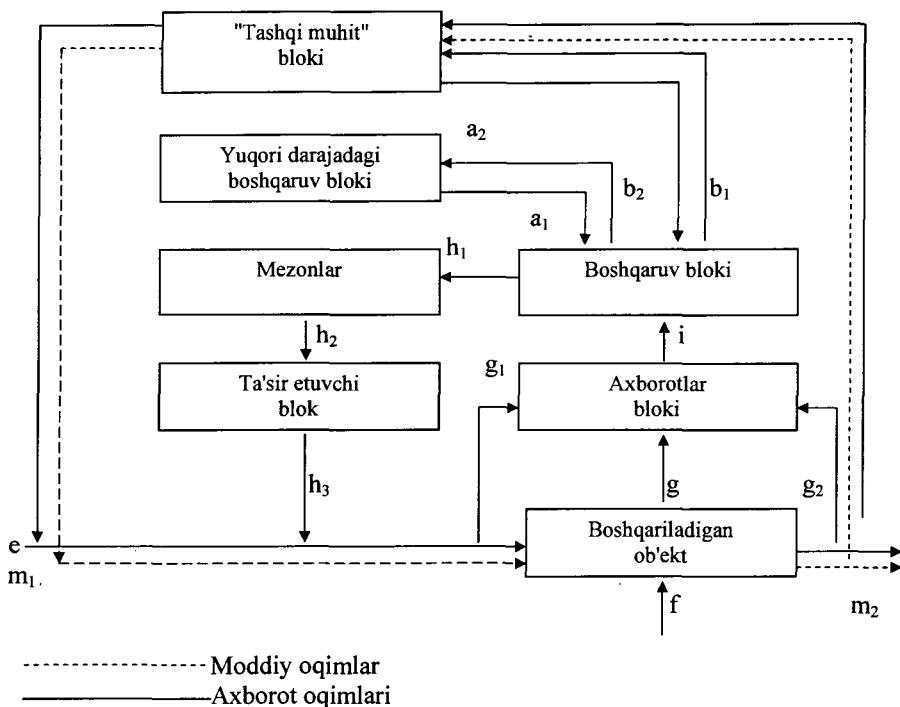 "Tashqi muhit"
bloki
a₂
Yuqori darajadagi
boshqaruv bloki
b₂
b₁
a₁
h₁
Mezonlar
Boshqaruv bloki
h₂
i
g₁
Ta'sir etuvchi
blok
Axborotlar
bloki
h₃
g
g₂
Boshqariladigan
ob'ekt
e
m₁
f
m₂
Moddiy oqimlar
Axborot oqimlari